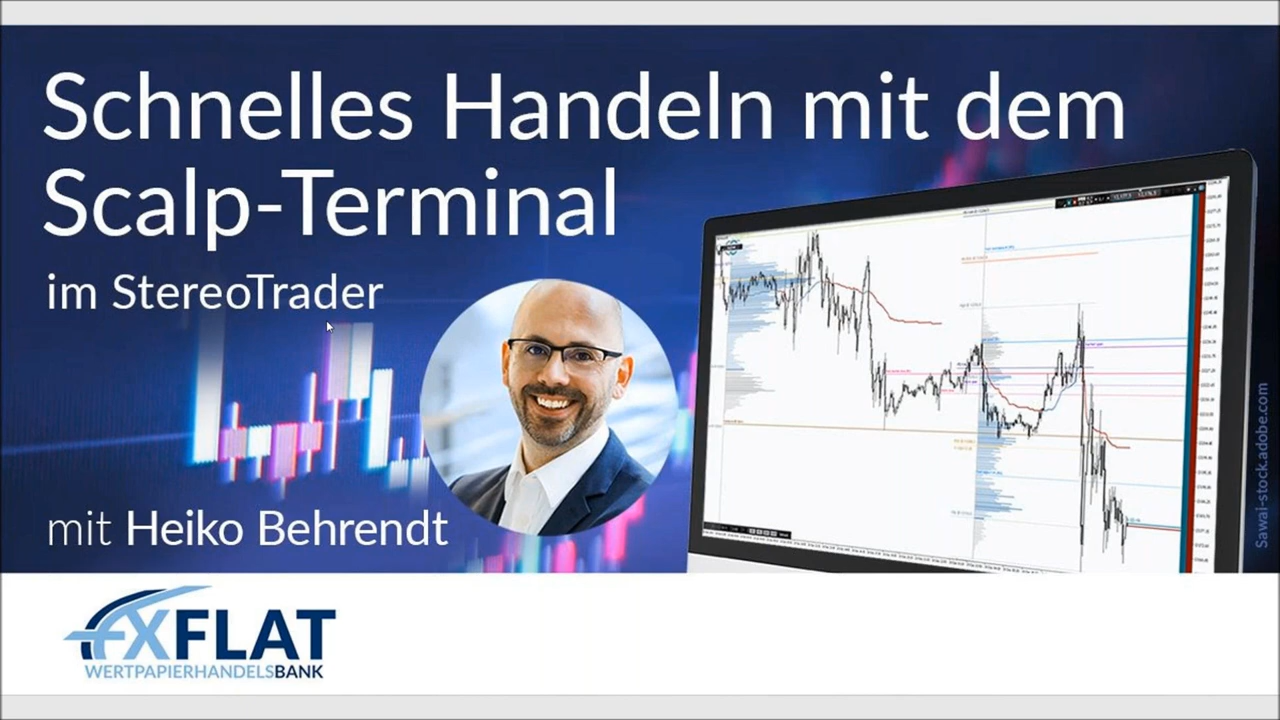 Schnelles Handeln mit dem
Scalp-Terminal
im StereoTrader
mit Heiko Behrendt
Sawai-stock.adobe.com
FXFLAT
WERTPAPIERHANDELSBANK